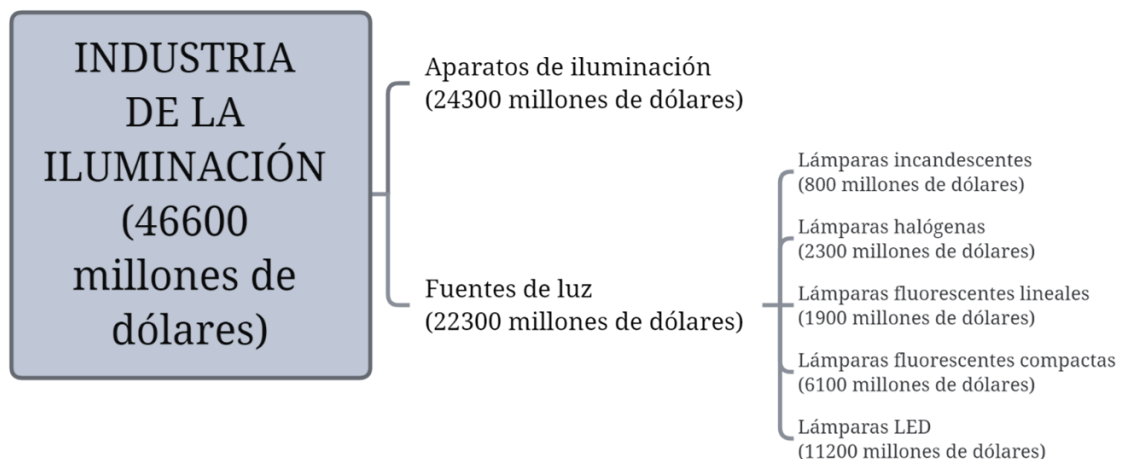 INDUSTRIA
DE LA
ILUMINACIÓN
(46600
millones de
dólares)
Aparatos de iluminación
(24300 millones de dólares)
Fuentes de luz
(22300 millones de dólares)
Lámparas incandescentes
(800 millones de dólares)
Lámparas halógenas
(2300 millones de dólares)
Lámparas fluorescentes lineales
(1900 millones de dólares)
Lámparas fluorescentes compactas
(6100 millones de dólares)
Lámparas LED
(11200 millones de dólares)